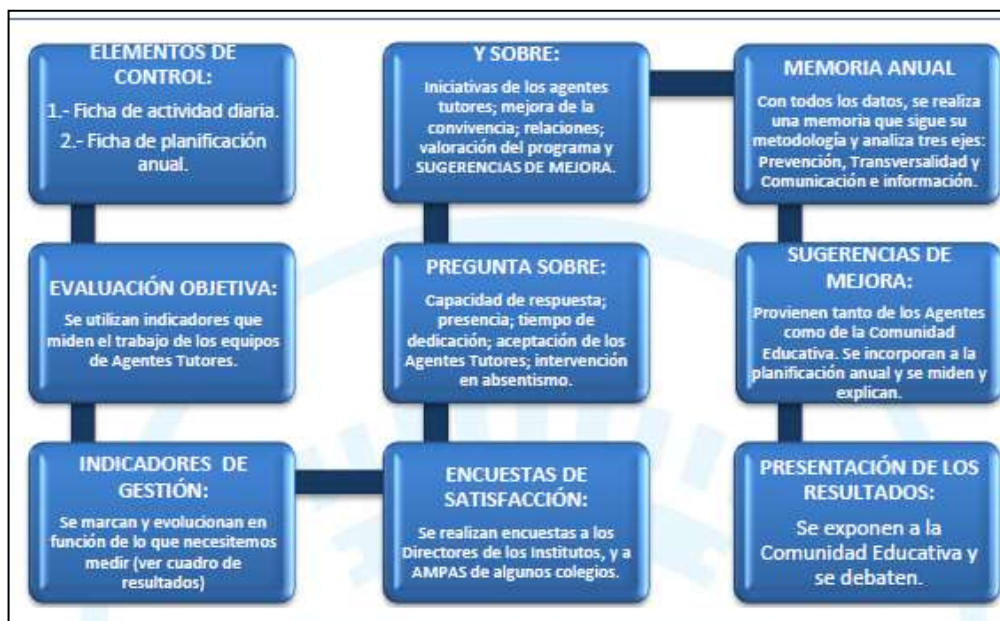 ELEMENTOS DE
CONTROL:
1.- Ficha de actividad diaria.
2.- Ficha de planificación
anual.
EVALUACIÓN OBJETIVA:
Se utilizan indicadores que
miden el trabajo de los equipos
de Agentes Tutores.
INDICADORES DE
GESTIÓN:
Se marcan y evolucionan en
función de lo que necesitemos
medir (ver cuadro de
resultados)
ENCUESTAS DE
SATISFACCIÓN:
Se realizan encuestas a los
Directores de los Institutos, y a
AMPAS de algunos colegios.
PREGUNTA SOBRE:
Capacidad de respuesta;
presencia; tiempo de
dedicación; aceptación de los
Agentes Tutores; intervención
en absentismo.
Y SOBRE:
Iniciativas de los agentes
tutores; mejora de la
convivencia; relaciones;
valoración del programa y
SUGERENCIAS DE MEJORA.
MEMORIA ANUAL
Con todos los datos, se realiza
una memoria que sigue su
metodología y analiza tres ejes:
Prevención, Transversalidad y
Comunicación e información.
SUGERENCIAS DE
MEJORA:
Provienen tanto de los Agentes
como de la Comunidad
Educativa. Se incorporan a la
planificación anual y se miden y
explican.
PRESENTACIÓN DE LOS
RESULTADOS:
Se exponen a la
Comunidad Educativa y
se debaten.